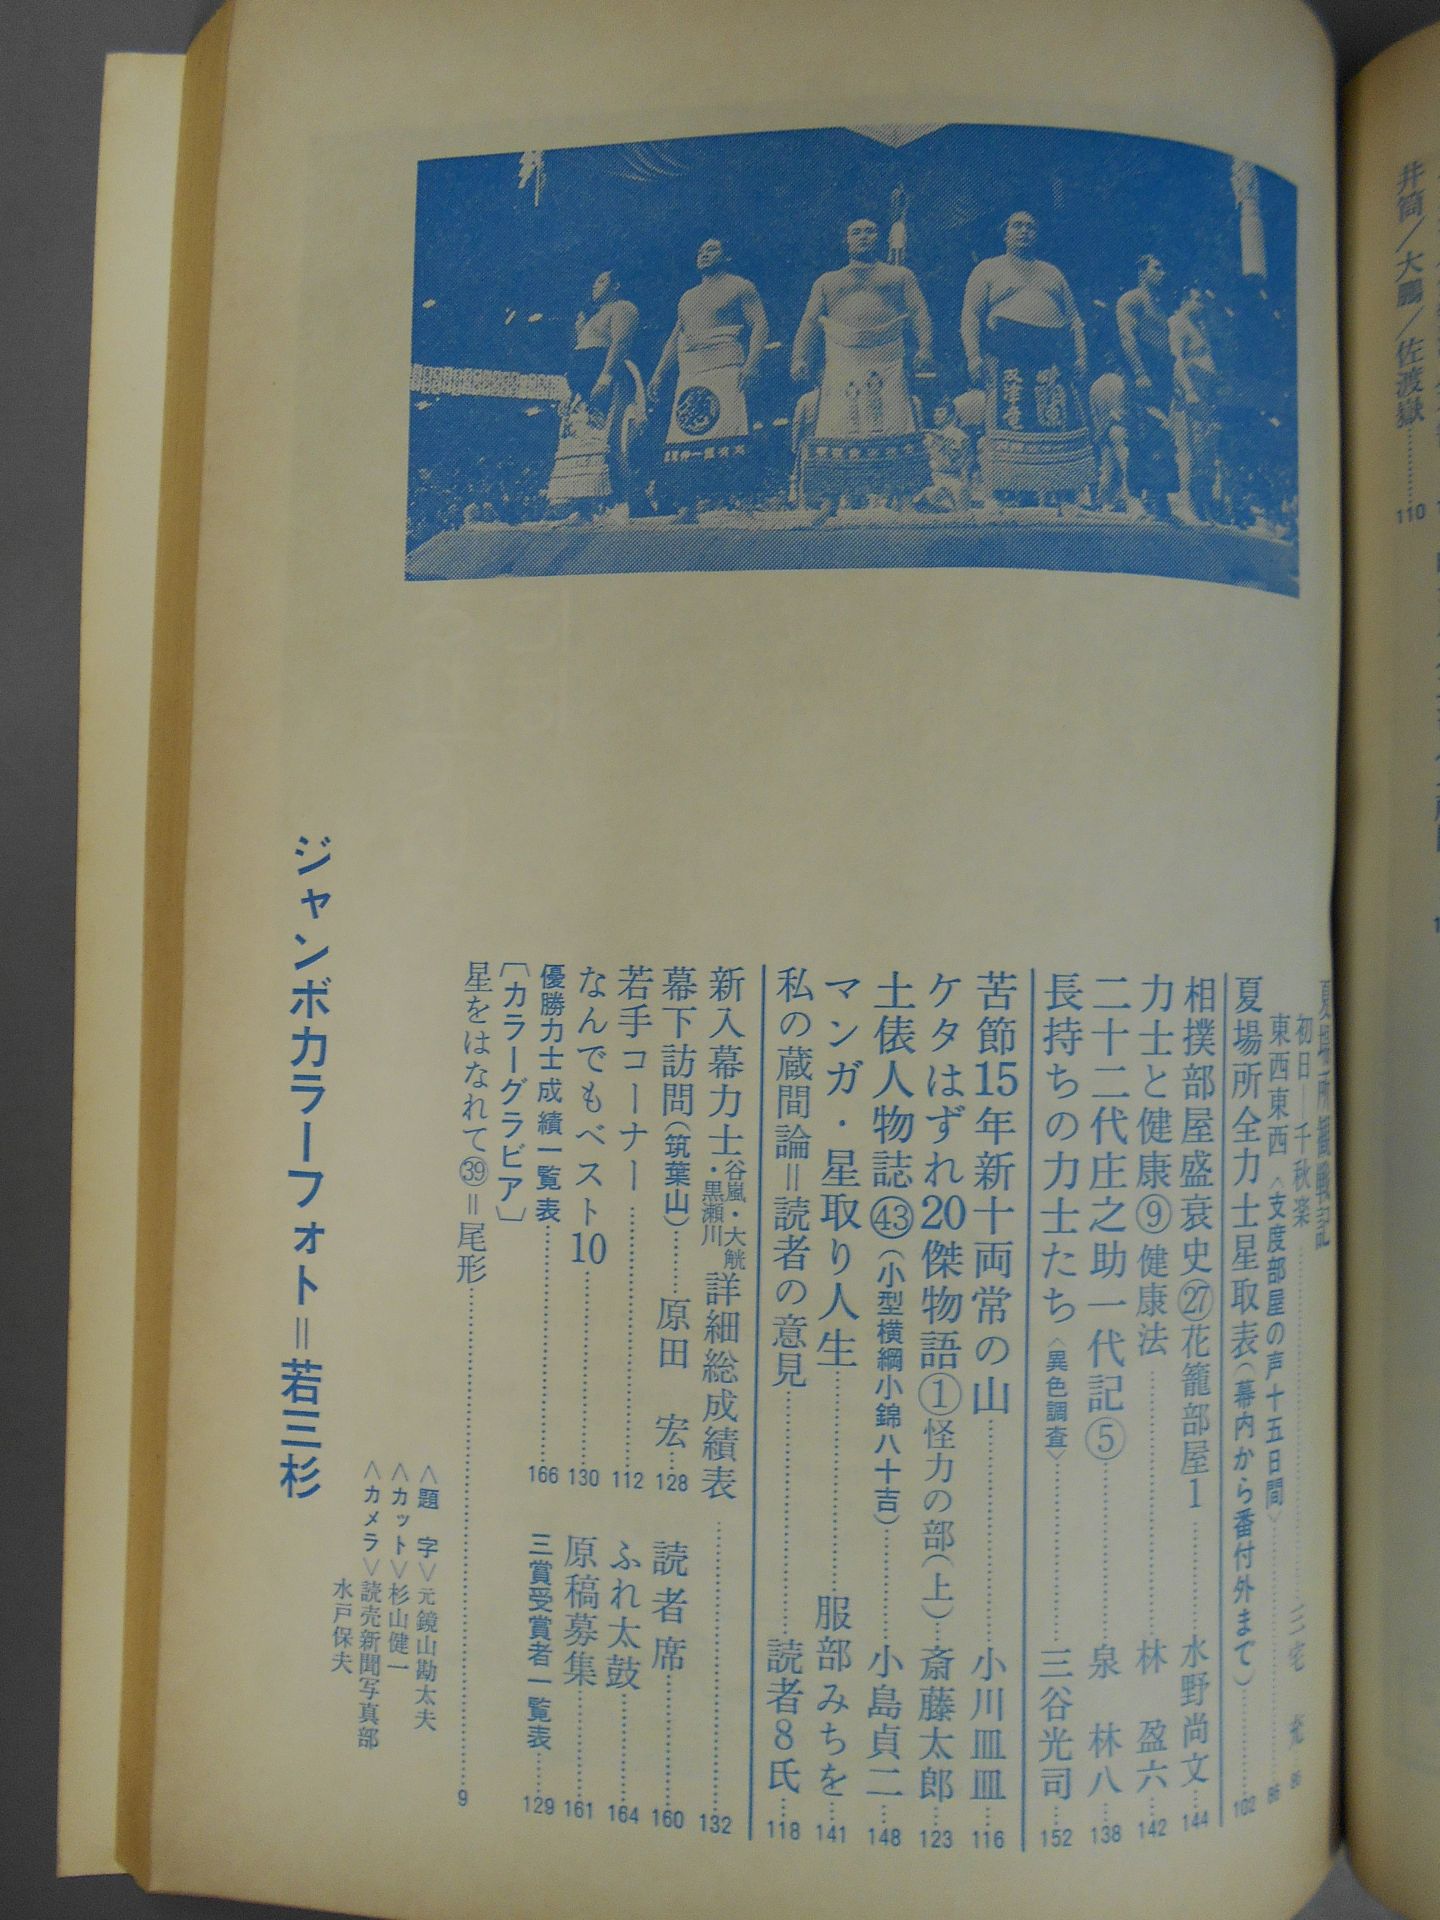 井筒／大鵬／佐渡嶽…………110
夏場所観戦記
初日―千秋楽…………三宅　充 86
東西東西〈支度部屋の声十五日間〉…………86
夏場所全力士星取表（幕内から番付外まで）…………102
相撲部屋盛衰史㉗花籠部屋1…………水野尚文…144
力士と健康⑨健康法…………林　盈六…142
二十二代庄之助一代記⑤…………泉　林八…138
長持ちの力士たち〈異色調査〉…………三谷光司…152
苦節15年新十両常の山…………小川皿皿…116
ケタはずれ20傑物語①怪力の部（上）…斎藤太郎…123
土俵人物誌㊸（小型横綱小錦八十吉）…………小島貞二…148
マンガ・星取り人生…………服部みちを…141
私の蔵間論＝読者の意見…………読者8氏…118
新入幕力士谷嵐・大觥・黒瀬川詳細総成績表…………132
幕下訪問（筑葉山）………原田　宏…128
読者席…………160
若手コーナー…………112
ふれ太鼓…………164
なんでもベスト10…………130
原稿募集…………161
優勝力士成績一覧表…………166
三賞受賞者一覧表……129
〔カラーグラビア〕
星をはなれて㊴＝尾形…………9
〈題　字〉元鏡山勘太夫
〈カット〉杉山健一
〈カメラ〉読売新聞写真部
水戸保夫
ジャンボカラーフォト＝若三杉